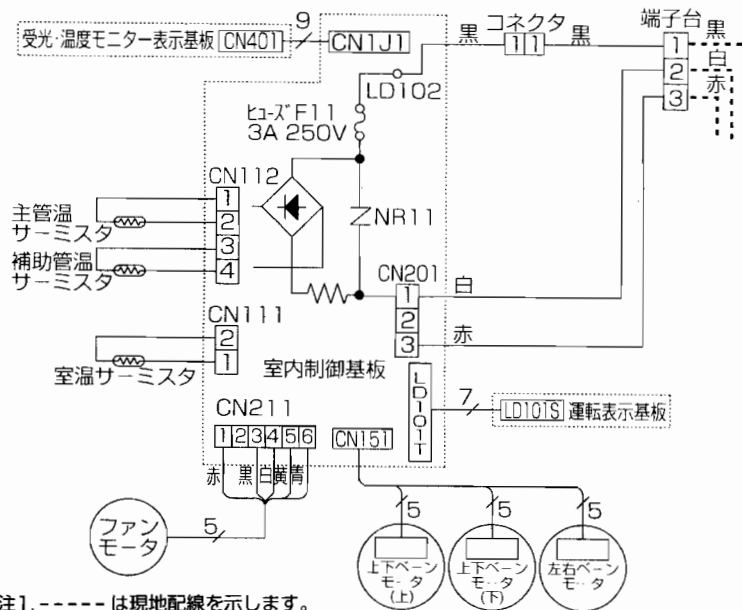 受光・温度モニター表示基板 CN401
9
CN1J1
黒
コネクタ
1 1
黒
端子台
1
2
3
黒
白
赤
LD102
ヒューズF11
3A 250V
CN112
1
2
3
4
主管温
サーミスタ
補助管温
サーミスタ
NR11
CN201
1
2
3
白
赤
CN111
2
1
室温サーミスタ
室内制御基板
LD101T
7
LD101S 運転表示基板
CN211
1 2 3 4 5 6
赤 黒 白 黄 青
CN151
ファン
モータ
5
5
5
5
上下ベーン
モータ
(上)
上下ベーン
モータ
(下)
左右ベーン
モータ
注1. ----- は現地配線を示します。